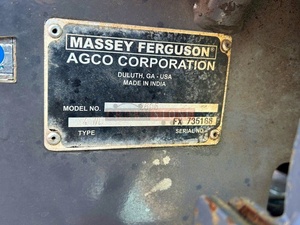 MASSEY FERGUSON®
AGCO CORPORATION
DULUTH, GA - USA
MADE IN INDIA
MODEL NO.
TYPE
SERIAL NO.